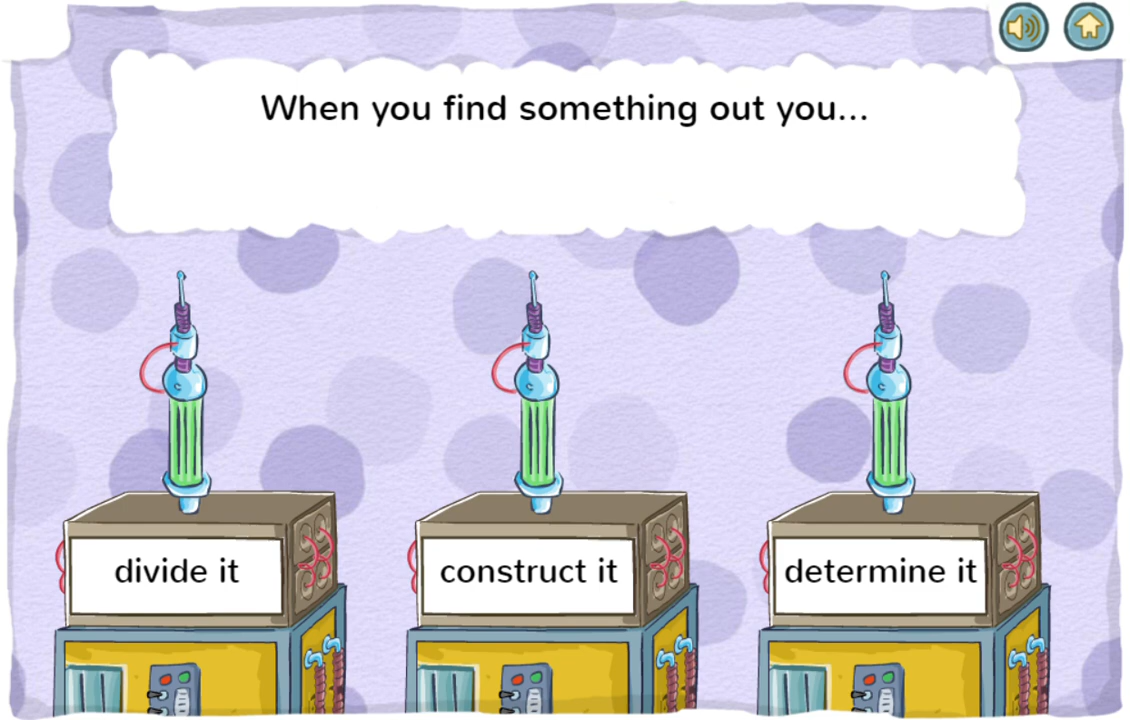 When you find something out you...
divide it
construct it
determine it